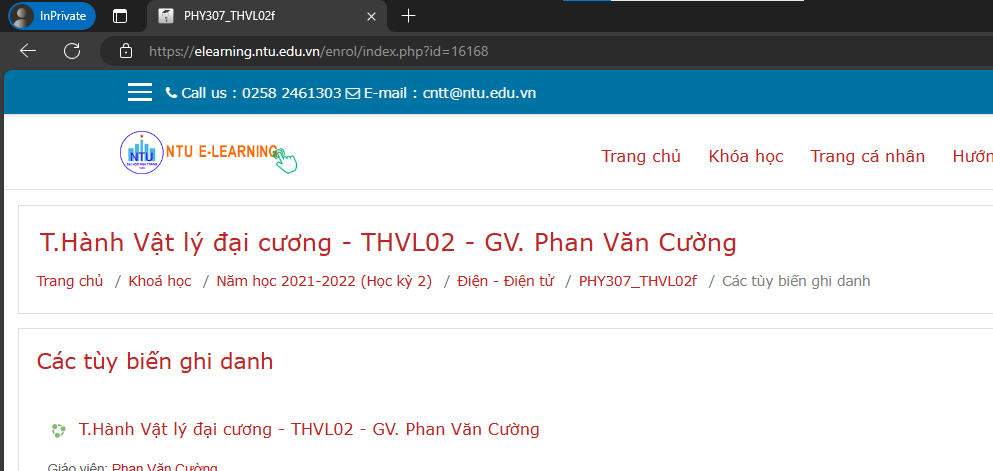 InPrivate
PHY307_THVL02f
https://elearning.ntu.edu.vn/enrol/index.php?id=16168
Call us : 0258 2461303 E-mail : cntt@ntu.edu.vn
NTU
NTU E-LEARNING
Trang chủ Khóa học Trang cá nhân Hướn
T.Hành Vật lý đại cương - THVL02 - GV. Phan Văn Cường
Trang chủ / Khoá học / Năm học 2021-2022 (Học kỳ 2) / Điện - Điện tử / PHY307_THVL02f / Các tùy biến ghi danh
Các tùy biến ghi danh
T.Hành Vật lý đại cương - THVL02 - GV. Phan Văn Cường
Giáo viên: Phan Văn Cường